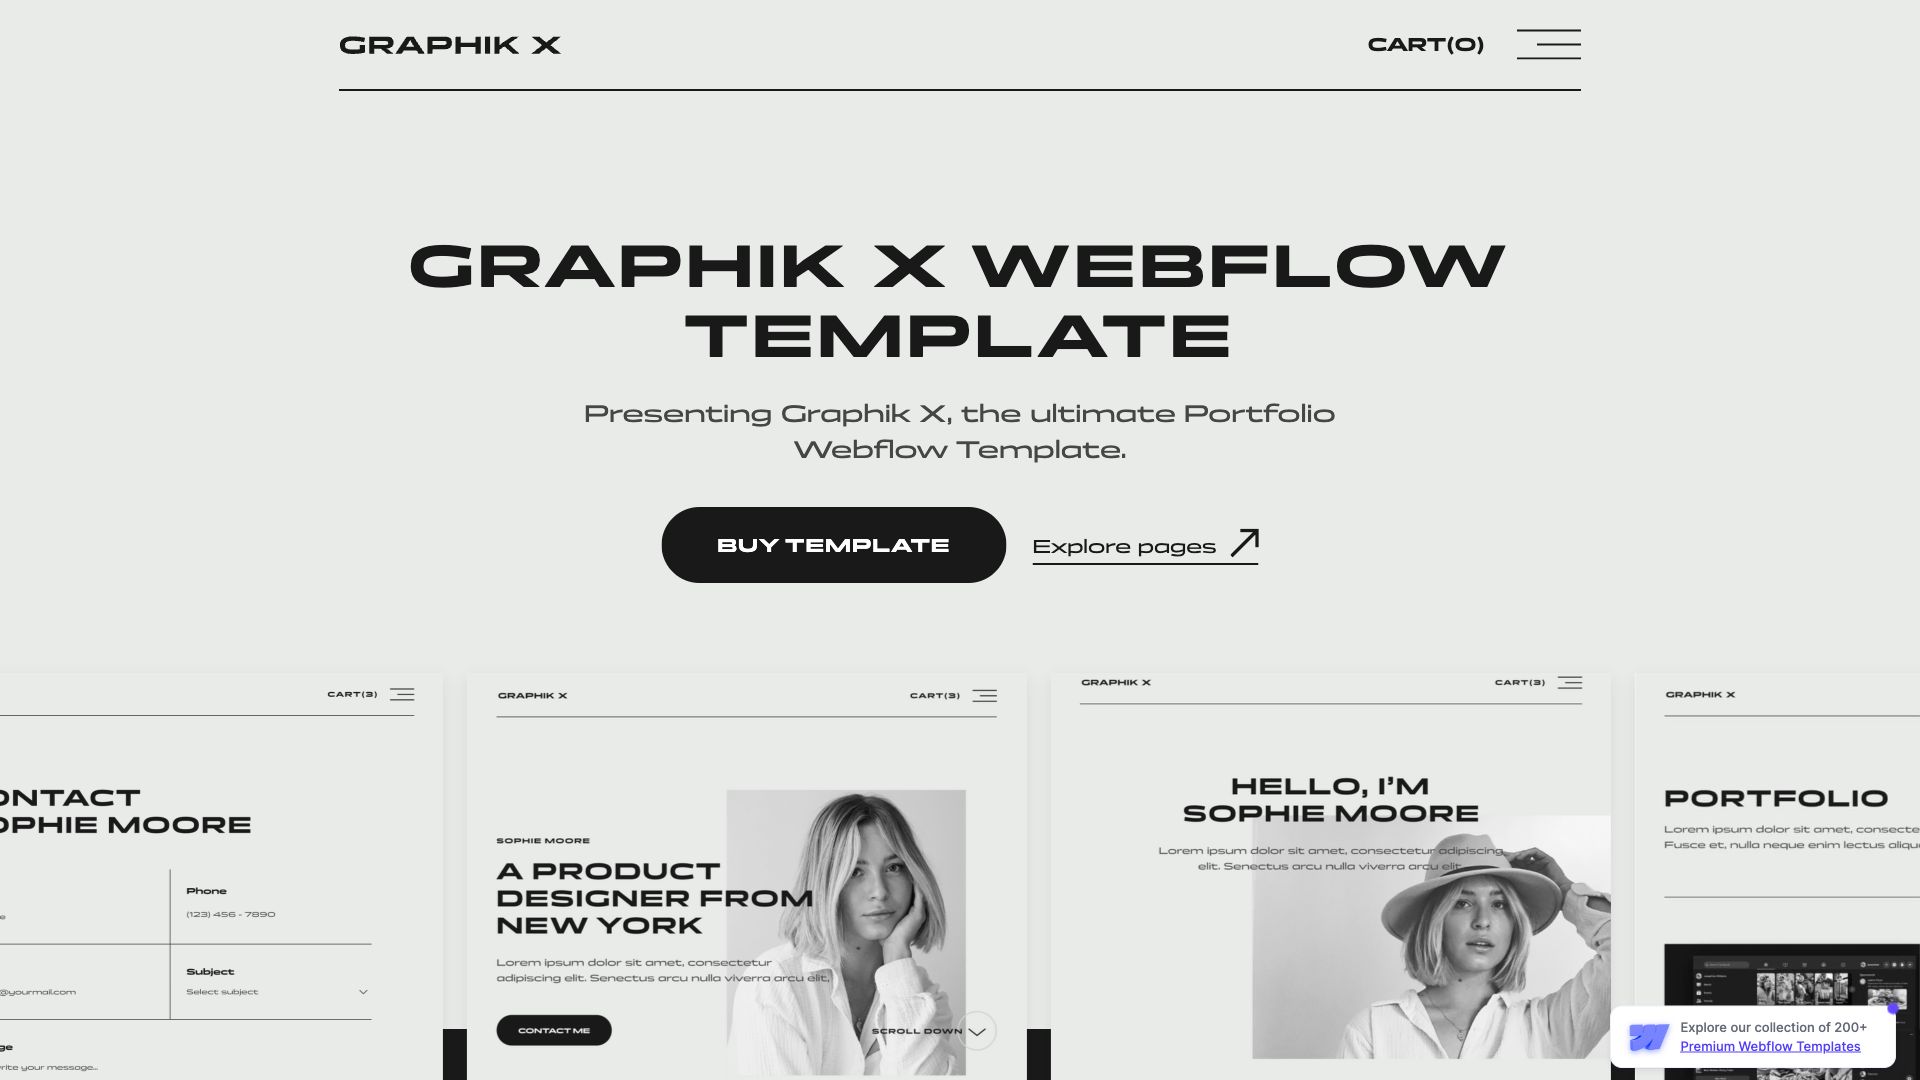 GRAPHIK X
CART(0)
GRAPHIK X WEBFLOW
TEMPLATE
Presenting Graphik X, the ultimate Portfolio
Webflow Template.
BUY TEMPLATE
Explore pages
CART(3)
ONTACT
OPHIE MOORE
Phone
(123) 456 - 7890
@yourmail.com
Subject
Select subject
ge
rite your message...
GRAPHIK X
CART(3)
SOPHIE MOORE
A PRODUCT
DESIGNER FROM
NEW YORK
Lorem ipsum dolor sit amet, consectetur
adipiscing elit. Senectus arcu nulla viverra arcu elit,
CONTACT ME
SCROLL DOWN
GRAPHIK X
CART(3)
HELLO, I'M
SOPHIE MOORE
Lorem ipsum dolor sit amet, consectetur adipiscing
elit. Senectus arcu nulla viverra arcu elit
GRAPHIK X
PORTFOLIO
Lorem ipsum dolor sit amet, consecte
Fusce et, nulla neque enim lectus aliqu
Explore our collection of 200+
Premium Webflow Templates